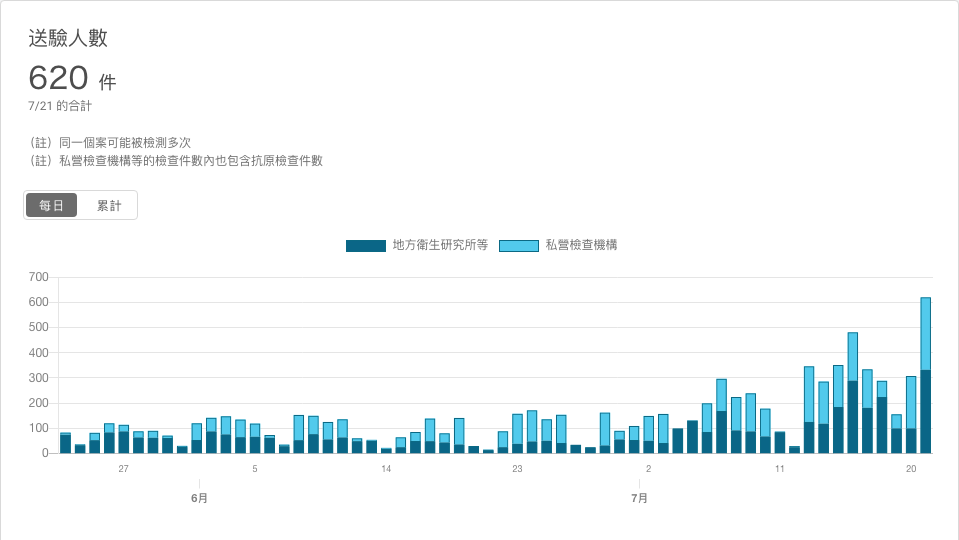 送驗人數
620 件
7/21 的合計
（註）同一個案可能被檢測多次
（註）私營檢查機構等的檢查件數內也包含抗原檢查件數
每日 累計
地方衛生研究所等 私營檢查機構
700
600
500
400
300
200
100
0
27 5 14 23 2 11 20
6月 7月